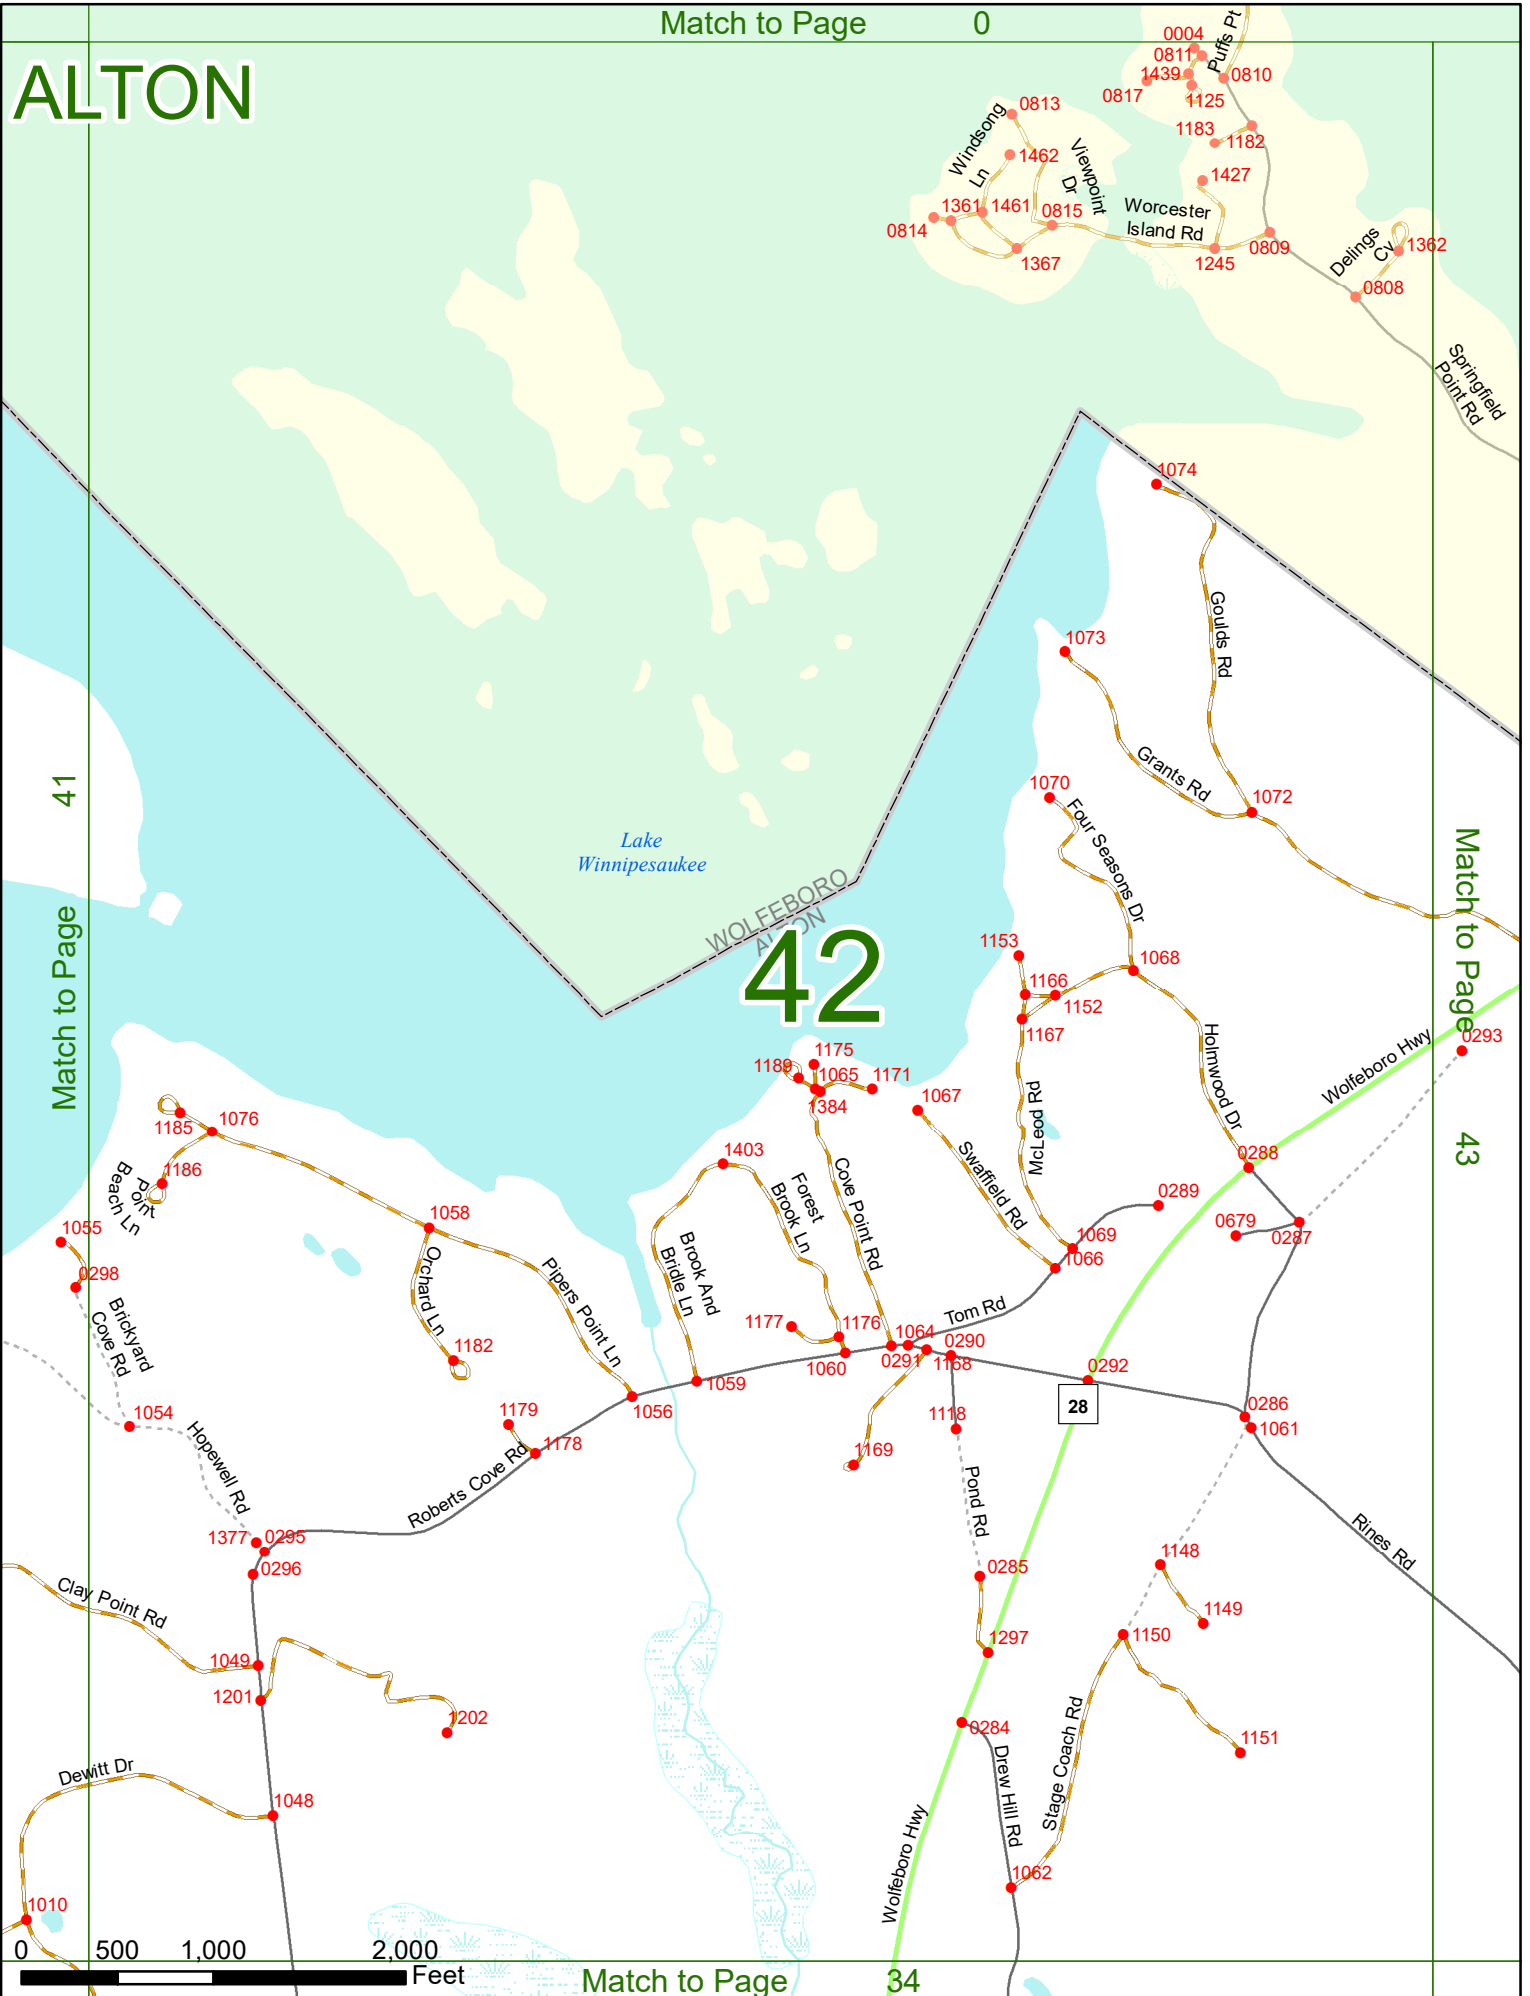 Match to Page 0
ALTON
0004
0811
Puffs Pt
1439
0810
0817
1125
0813
Windsong
Ln
1183
1182
1462
Viewpoint
Dr
1427
1361
1461
0815
Worcester
Island Rd
0814
1367
1245
0809
Delings
Cv
1362
0808
Springfield
Point Rd
1074
Goulds Rd
1073
Grants Rd
1072
1070
Four Seasons Dr
41
Match to Page
Lake
Winnipesaukee
WOLFEBORO
ALTON
42
Match to Page
43
1153
1068
1166
1152
1167
Holmwood Dr
Wolfeboro Hwy
0293
1175
1189
1065
1171
1384
1067
McLeod Rd
1185
1076
1186
Point
Beach Ln
1403
Forest
Brook Ln
Cove Point Rd
Swaffield Rd
0288
0289
0679
0287
1055
1058
0298
Orchard Ln
Brickyard
Cove Rd
Pipers Point Ln
Brook And
Bridle Ln
1069
1066
Tom Rd
1177
1176
1064
0290
1182
1060
0291
1168
0292
1059
28
1056
1054
1179
1178
1118
0286
1061
1169
Hopewell Rd
Roberts Cove Rd
Pond Rd
Rines Rd
1377
0295
0296
0285
1148
Clay Point Rd
1149
1297
1150
1049
1201
1202
0284
1151
Dewitt Dr
Drew Hill Rd
Stage Coach Rd
1048
Wolfeboro Hwy
1062
1010
0 500 1,000 2,000
Feet
Match to Page 34